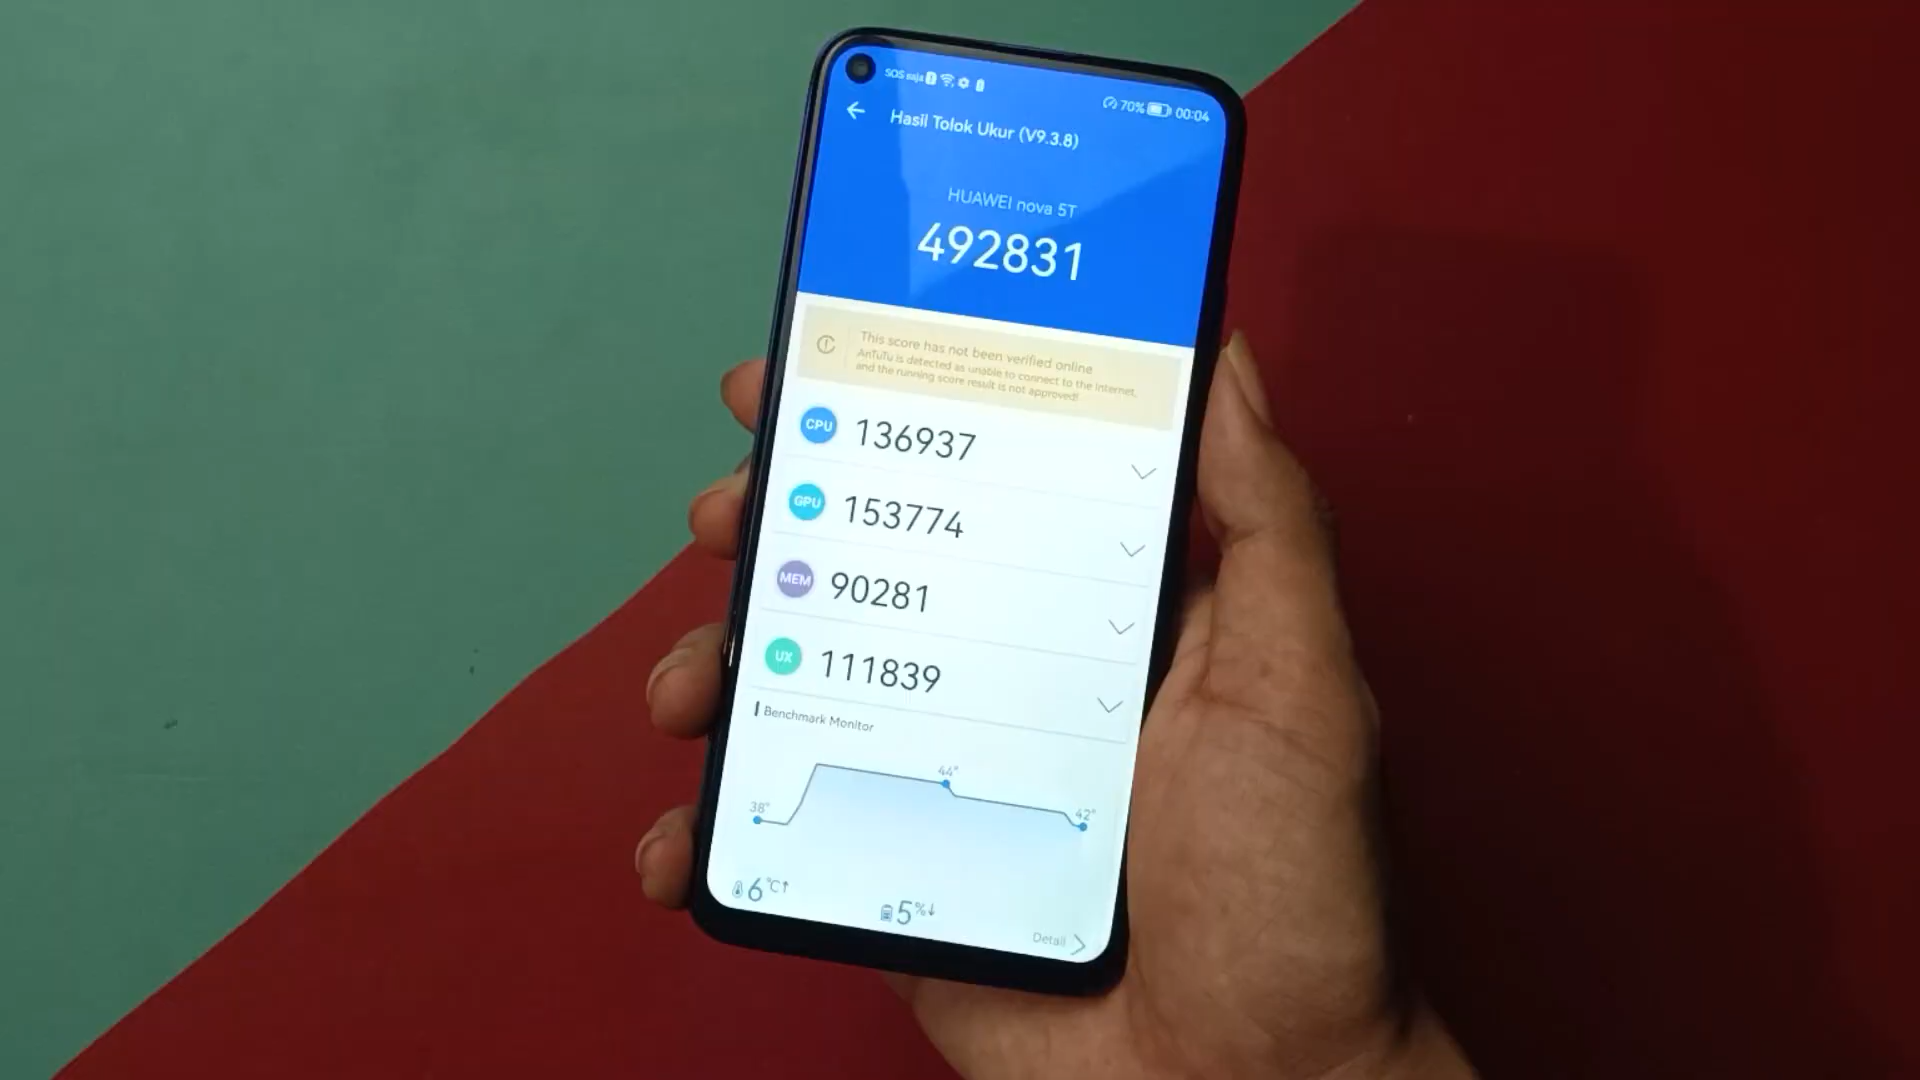 SOS saja
70% 00:04
Hasil Tolok Ukur (V9.3.8)
HUAWEI nova 5T
492831
This score has not been verified online
AnTuTu is detected as unable to connect to the internet,
and the running score result is not approved!
CPU 136937
GPU 153774
MEM 90281
UX 111839
Benchmark Monitor
38°
44°
42°
6°C↑
5%↓
Detail